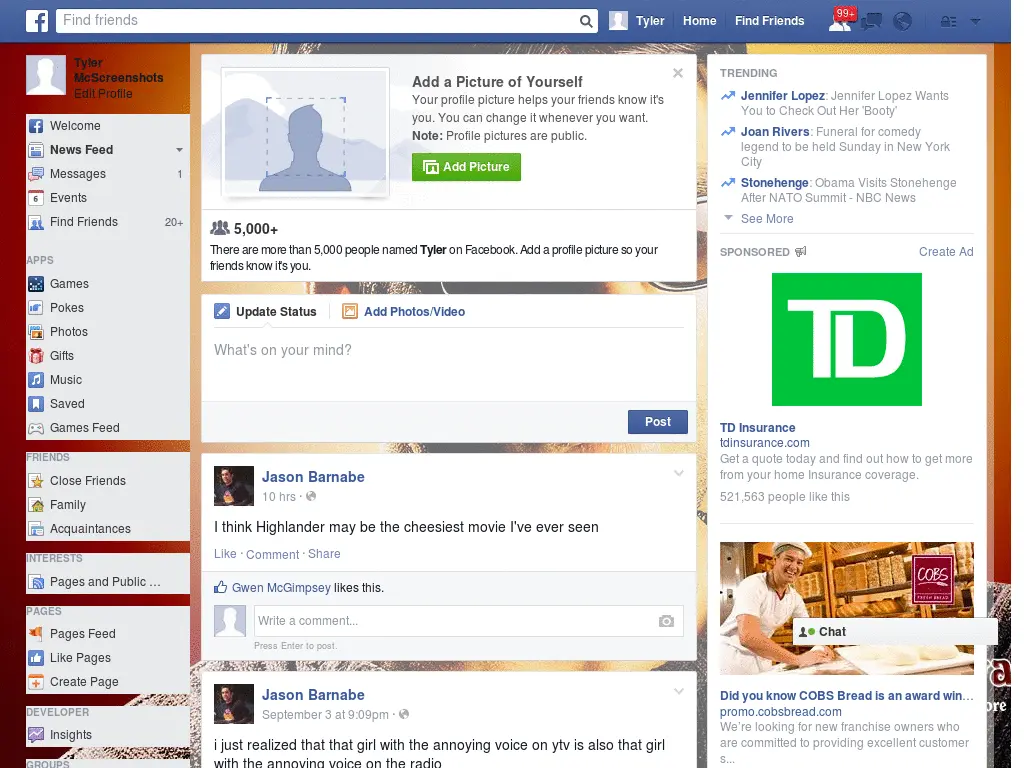 Find friends
Tyler
Home
Find Friends
99+
Tyler
McScreenshots
Edit Profile
Welcome
News Feed
Messages 1
Events
Find Friends 20+
APPS
Games
Pokes
Photos
Gifts
Music
Saved
Games Feed
FRIENDS
Close Friends
Family
Acquaintances
INTERESTS
Pages and Public ...
PAGES
Pages Feed
Like Pages
Create Page
DEVELOPER
Insights
GROUPS
Add a Picture of Yourself
Your profile picture helps your friends know it's
you. You can change it whenever you want.
Note: Profile pictures are public.
Add Picture
5,000+
There are more than 5,000 people named Tyler on Facebook. Add a profile picture so your
friends know it's you.
Update Status
Add Photos/Video
What's on your mind?
Post
Jason Barnabe
10 hrs ·
I think Highlander may be the cheesiest movie I've ever seen
Like · Comment · Share
Gwen McGimpsey likes this.
Write a comment...
Press Enter to post.
Jason Barnabe
September 3 at 9:09pm ·
i just realized that that girl with the annoying voice on ytv is also that girl
with the annoying voice on the radio
TRENDING
Jennifer Lopez: Jennifer Lopez Wants
You to Check Out Her 'Booty'
Joan Rivers: Funeral for comedy
legend to be held Sunday in New York
City
Stonehenge: Obama Visits Stonehenge
After NATO Summit - NBC News
See More
SPONSORED
Create Ad
TD
TD Insurance
tdinsurance.com
Get a quote today and find out how to get more
from your home Insurance coverage.
521,563 people like this
COBS
FRESH BREAD
Chat
Did you know COBS Bread is an award win...
promo.cobsbread.com
We're looking for new franchise owners who
are committed to providing excellent customer
s...